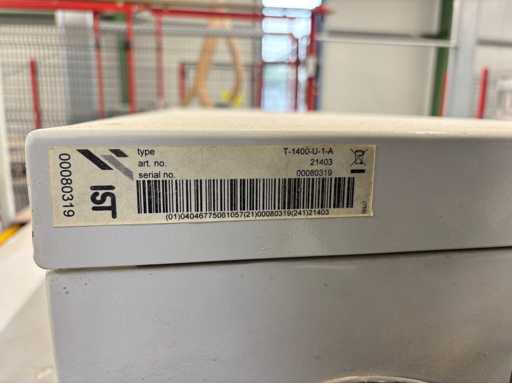 00080319
IST
type T-1400-U-1-A
art. no. 21403
serial no. 00080319
(01)04046775061057(21)00080319(241)21403